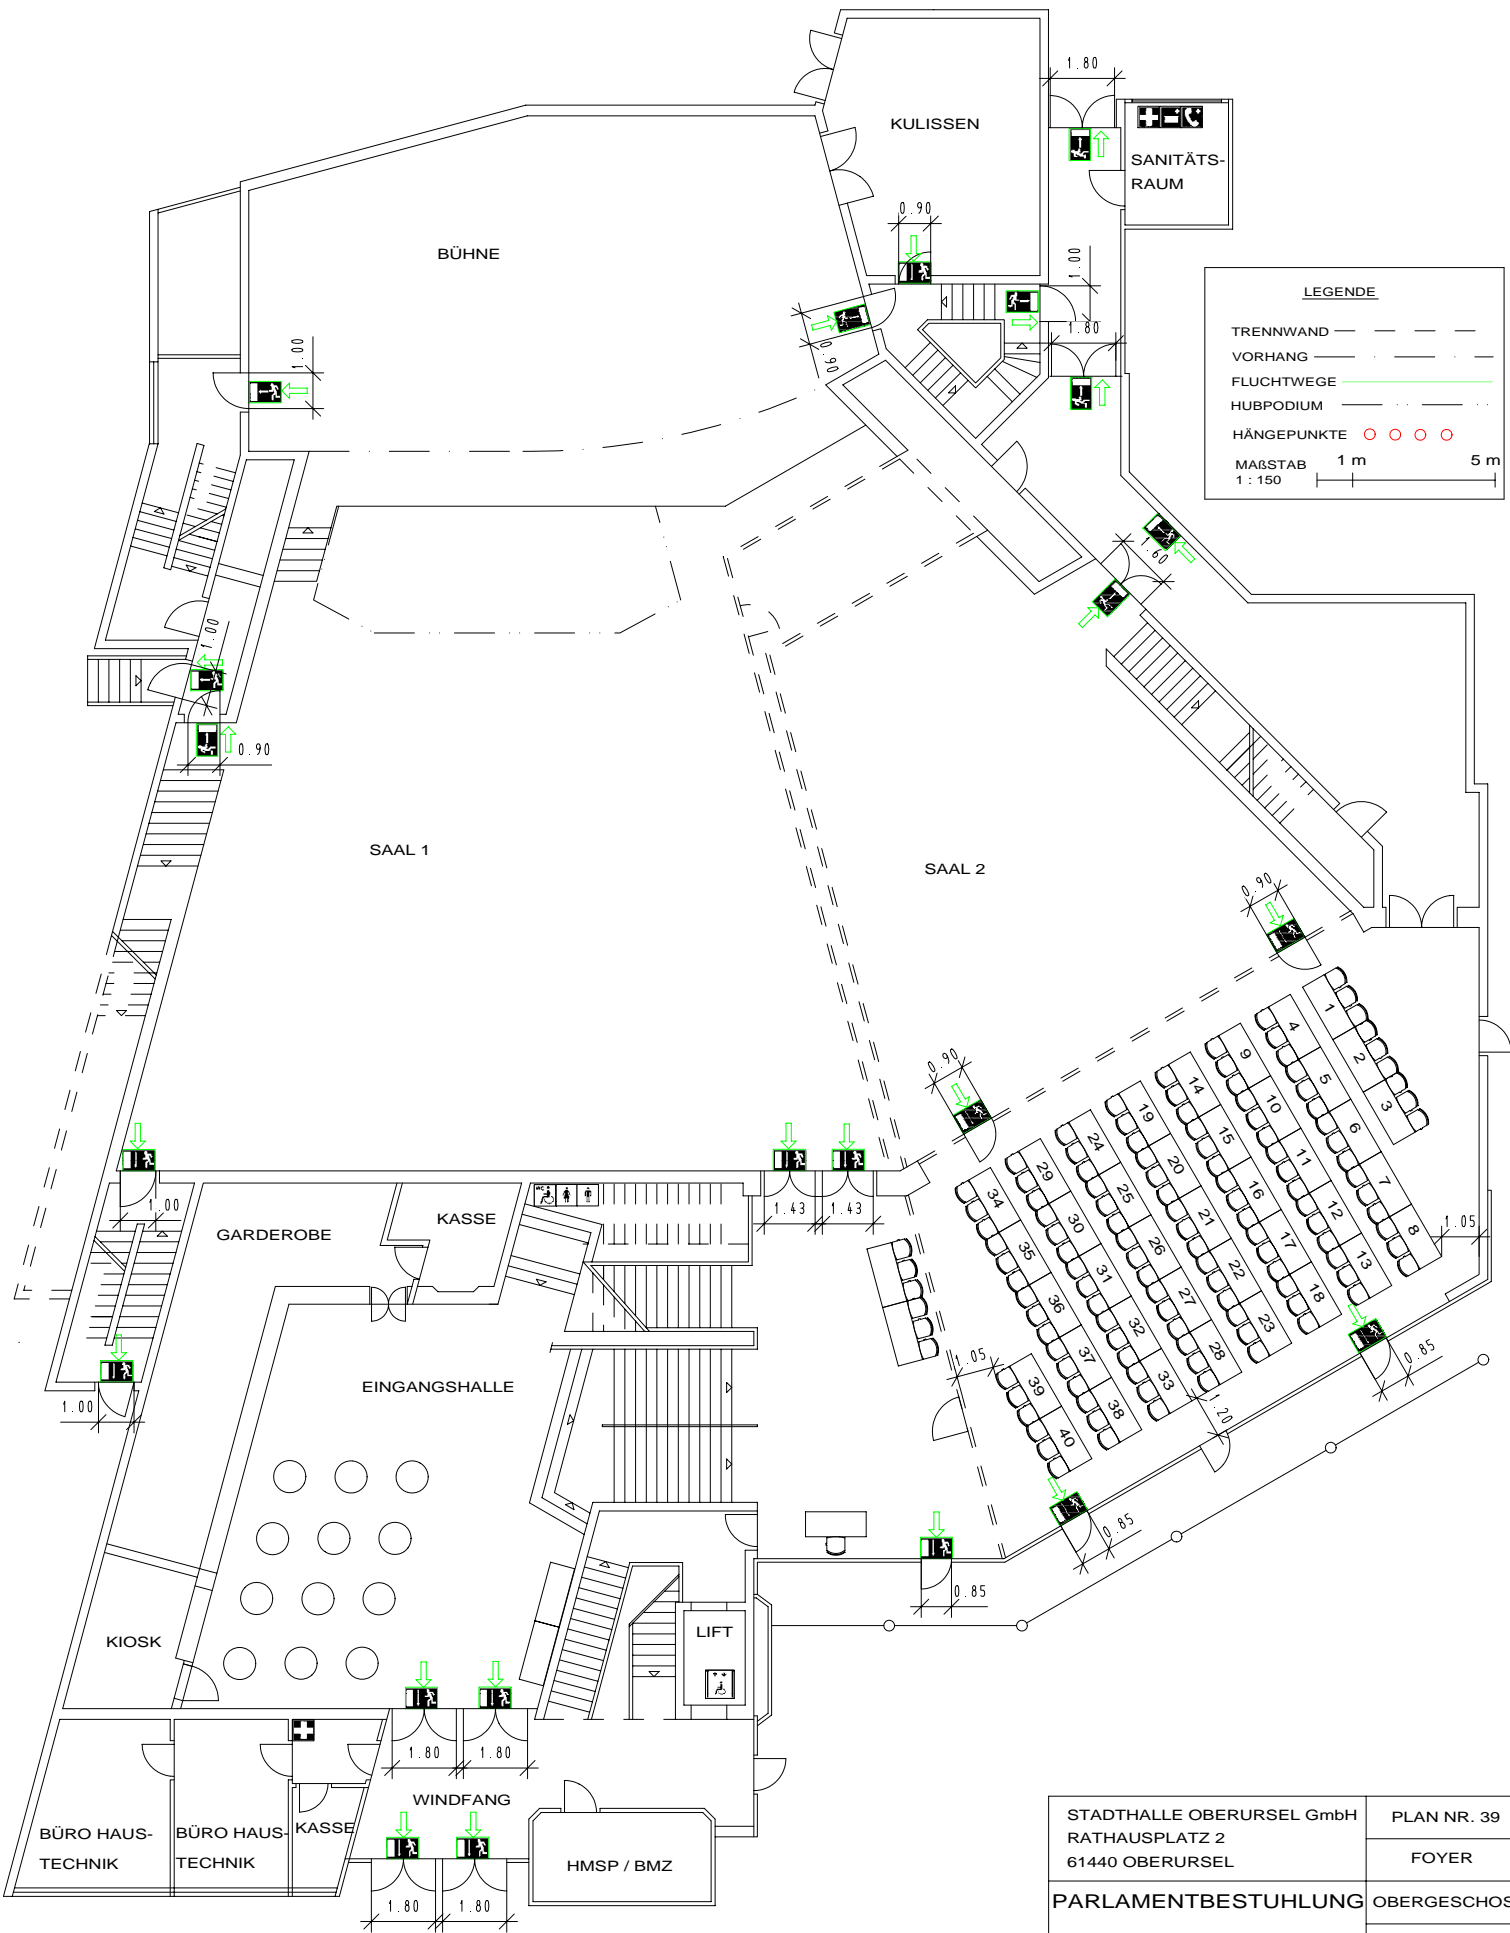 KULISSEN
1.80
SANITÄTS-
RAUM
0.90
1.00
BÜHNE
1.80
0.90
1.00
LEGENDE
TRENNWAND
VORHANG
FLUCHTWEGE
HUBPODIUM
HÄNGEPUNKTE
MAßSTAB
1 : 150
1 m
5 m
1.60
1.00
0.90
SAAL 1
SAAL 2
0.90
0.90
1
2
3
4
5
6
7
8
9
10
11
12
13
14
15
16
17
18
19
20
21
22
23
24
25
26
27
28
29
30
31
32
33
34
35
36
37
38
39
40
1.05
1.05
1.20
0.85
0.85
0.85
1.43
1.43
1.00
WC
GARDEROBE
KASSE
1.00
EINGANGSHALLE
KIOSK
LIFT
1.80
1.80
WINDFANG
BÜRO HAUS-
TECHNIK
BÜRO HAUS-
TECHNIK
KASSE
HMSP / BMZ
1.80
1.80
STADTHALLE OBERURSEL GmbH
RATHAUSPLATZ 2
61440 OBERURSEL
PLAN NR. 39
FOYER
PARLAMENTBESTUHLUNG
OBERGESCHOS